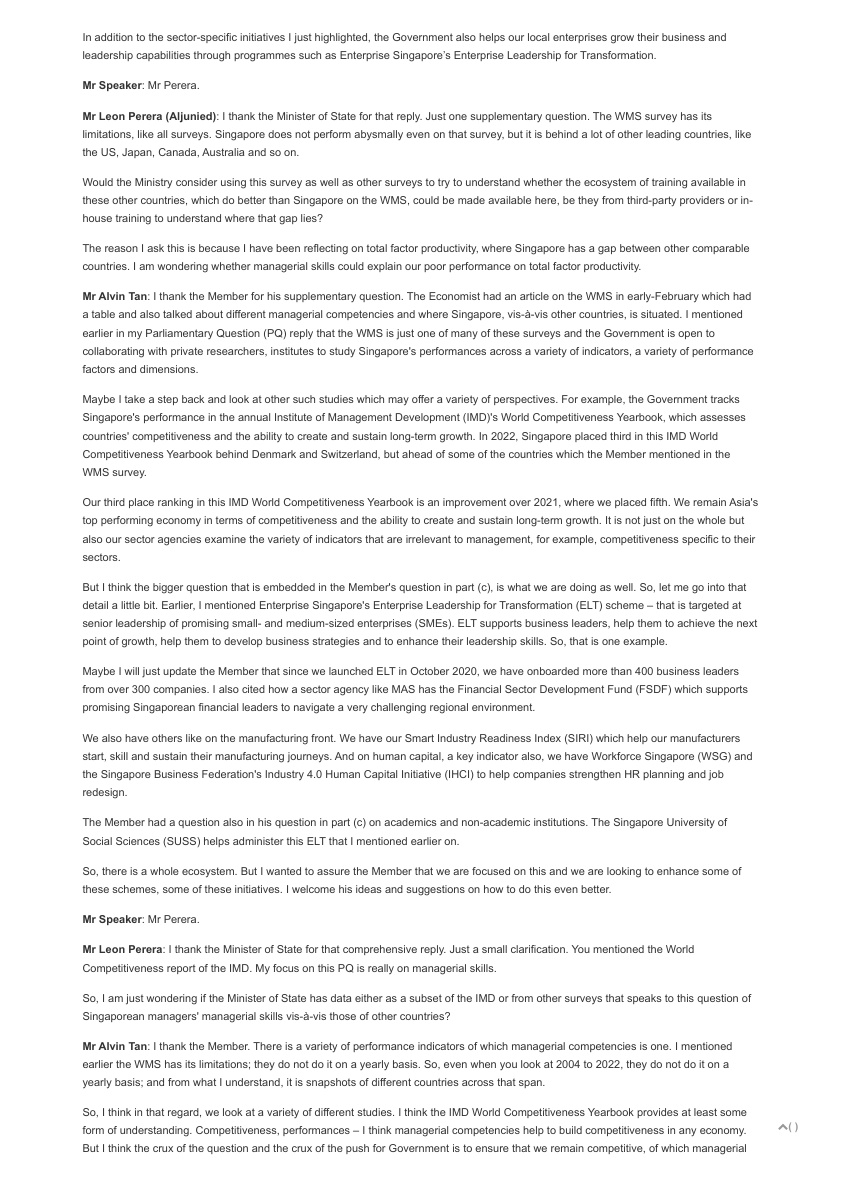 In addition to the sector-specific initiatives I just highlighted, the Government also helps our local enterprises grow their business and
leadership capabilities through programmes such as Enterprise Singapore's Enterprise Leadership for Transformation.
Mr Speaker: Mr Perera.
Mr Leon Perera (Aljunied): I thank the Minister of State for that reply. Just one supplementary question. The WMS survey has its
limitations, like all surveys. Singapore does not perform abysmally even on that survey, but it is behind a lot of other leading countries, like
the US, Japan, Canada, Australia and so on.
Would the Ministry consider using this survey as well as other surveys to try to understand whether the ecosystem of training available in
these other countries, which do better than Singapore on the WMS, could be made available here, be they from third-party providers or in-
house training to understand where that gap lies?
The reason I ask this is because I have been reflecting on total factor productivity, where Singapore has a gap between other comparable
countries. I am wondering whether managerial skills could explain our poor performance on total factor productivity.
Mr Alvin Tan: I thank the Member for his supplementary question. The Economist had an article on the WMS in early-February which had
a table and also talked about different managerial competencies and where Singapore, vis-à-vis other countries, is situated. I mentioned
earlier in my Parliamentary Question (PQ) reply that the WMS is just one of many of these surveys and the Government is open to
collaborating with private researchers, institutes to study Singapore's performances across a variety of indicators, a variety of performance
factors and dimensions.
Maybe I take a step back and look at other such studies which may offer a variety of perspectives. For example, the Government tracks
Singapore's performance in the annual Institute of Management Development (IMD)'s World Competitiveness Yearbook, which assesses
countries' competitiveness and the ability to create and sustain long-term growth. In 2022, Singapore placed third in this IMD World
Competitiveness Yearbook behind Denmark and Switzerland, but ahead of some of the countries which the Member mentioned in the
WMS survey.
Our third place ranking in this IMD World Competitiveness Yearbook is an improvement over 2021, where we placed fifth. We remain Asia's
top performing economy in terms of competitiveness and the ability to create and sustain long-term growth. It is not just on the whole but
also our sector agencies examine the variety of indicators that are irrelevant to management, for example, competitiveness specific to their
sectors.
But I think the bigger question that is embedded in the Member's question in part (c), is what we are doing as well. So, let me go into that
detail a little bit. Earlier, I mentioned Enterprise Singapore's Enterprise Leadership for Transformation (ELT) scheme – that is targeted at
senior leadership of promising small- and medium-sized enterprises (SMEs). ELT supports business leaders, help them to achieve the next
point of growth, help them to develop business strategies and to enhance their leadership skills. So, that is one example.
Maybe I will just update the Member that since we launched ELT in October 2020, we have onboarded more than 400 business leaders
from over 300 companies. I also cited how a sector agency like MAS has the Financial Sector Development Fund (FSDF) which supports
promising Singaporean financial leaders to navigate a very challenging regional environment.
We also have others like on the manufacturing front. We have our Smart Industry Readiness Index (SIRI) which help our manufacturers
start, skill and sustain their manufacturing journeys. And on human capital, a key indicator also, we have Workforce Singapore (WSG) and
the Singapore Business Federation's Industry 4.0 Human Capital Initiative (IHCI) to help companies strengthen HR planning and job
redesign.
The Member had a question also in his question in part (c) on academics and non-academic institutions. The Singapore University of
Social Sciences (SUSS) helps administer this ELT that I mentioned earlier on.
So, there is a whole ecosystem. But I wanted to assure the Member that we are focused on this and we are looking to enhance some of
these schemes, some of these initiatives. I welcome his ideas and suggestions on how to do this even better.
Mr Speaker: Mr Perera.
Mr Leon Perera: I thank the Minister of State for that comprehensive reply. Just a small clarification. You mentioned the World
Competitiveness report of the IMD. My focus on this PQ is really on managerial skills.
So, I am just wondering if the Minister of State has data either as a subset of the IMD or from other surveys that speaks to this question of
Singaporean managers' managerial skills vis-à-vis those of other countries?
Mr Alvin Tan: I thank the Member. There is a variety of performance indicators of which managerial competencies is one. I mentioned
earlier the WMS has its limitations; they do not do it on a yearly basis. So, even when you look at 2004 to 2022, they do not do it on a
yearly basis; and from what I understand, it is snapshots of different countries across that span.
So, I think in that regard, we look at a variety of different studies. I think the IMD World Competitiveness Yearbook provides at least some
form of understanding. Competitiveness, performances – I think managerial competencies help to build competitiveness in any economy.
But I think the crux of the question and the crux of the push for Government is to ensure that we remain competitive, of which managerial
( )